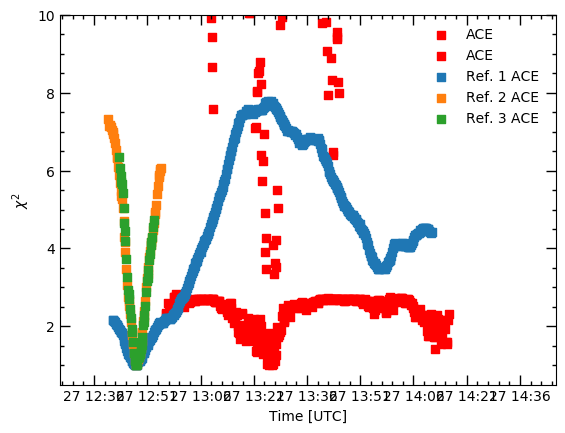 10
8
6
4
2
χ²
ACE
ACE
Ref. 1 ACE
Ref. 2 ACE
Ref. 3 ACE
27 12:36 27 12:51 27 13:06 27 13:21 27 13:36 27 13:51 27 14:06 27 14:21 27 14:36
Time [UTC]